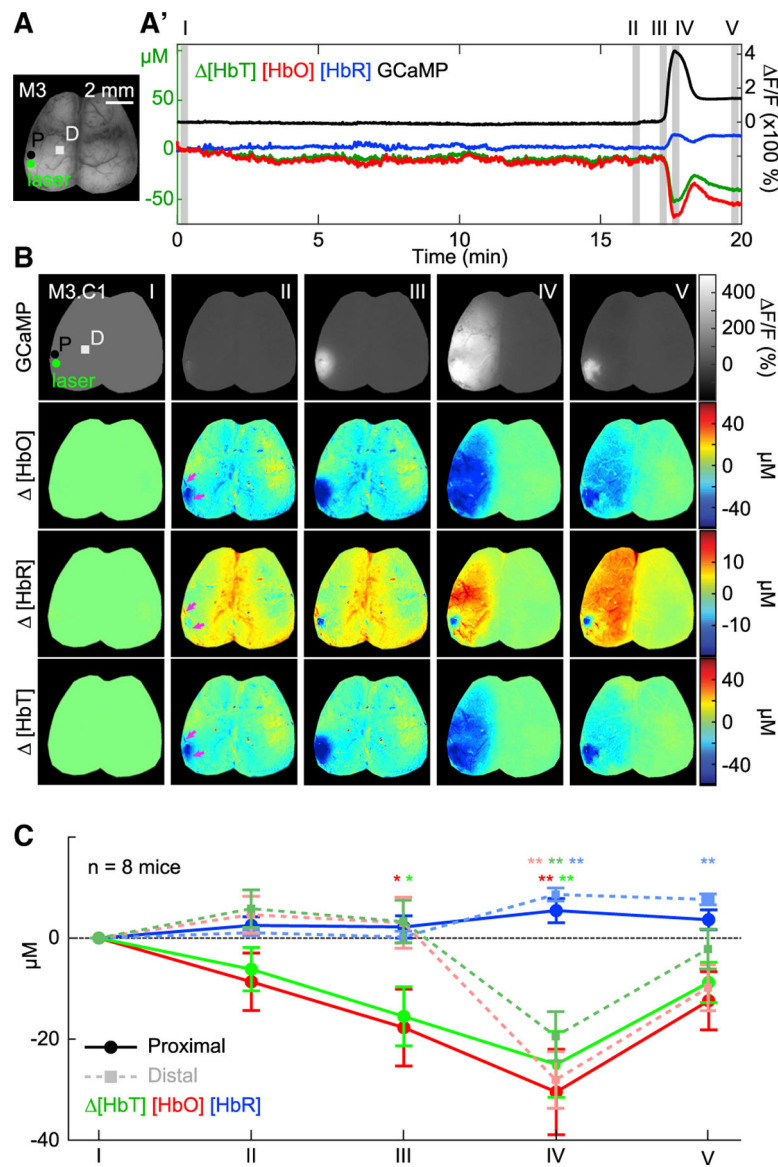 A
M3
2 mm
P
D
laser
A'
I
II
III
IV
V
µM
Δ[HbT] [HbO] [HbR] GCaMP
50
0
-50
4
2
0
ΔF/F (x100 %)
0
5
10
15
20
Time (min)
B
M3.C1
I
II
III
IV
V
GCaMP
P
D
laser
400
200
0
ΔF/F (%)
Δ [HbO]
40
0
-40
µM
Δ [HbR]
20
10
0
-10
µM
Δ [HbT]
40
0
-40
µM
C
n = 8 mice
* *
** ** **
** **
**
0
-20
-40
µM
Proximal
Distal
Δ[HbT] [HbO] [HbR]
I
II
III
IV
V